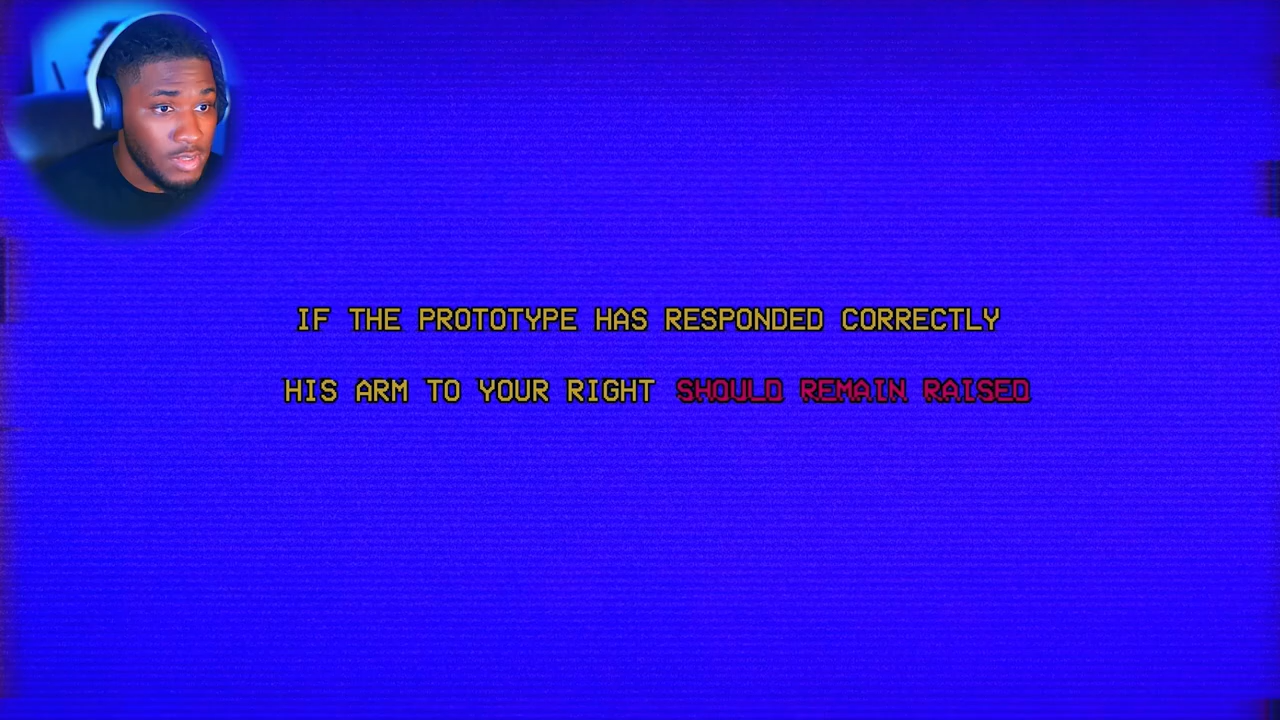 IF THE PROTOTYPE HAS RESPONDED CORRECTLY
HIS ARM TO YOUR RIGHT SHOULD REMAIN RAISED